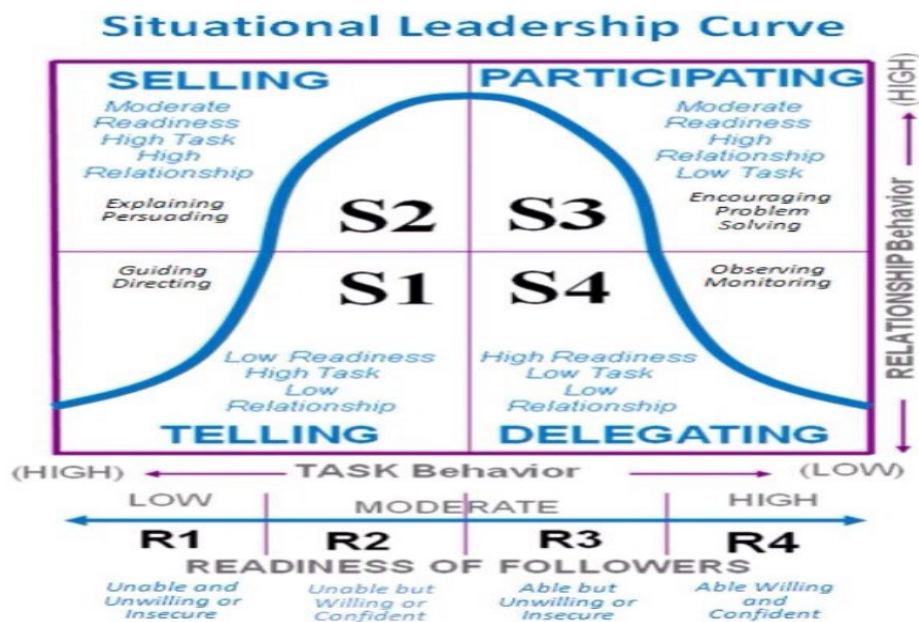 Situational Leadership Curve
SELLING
Moderate
Readiness
High Task
High
Relationship
Explaining
Persuading
S2
PARTICIPATING
Moderate
Readiness
High
Relationship
Low Task
Encouraging
Problem
Solving
S3
Guiding
Directing
S1
Low Readiness
High Task
Low
Relationship
TELLING
S4
Observing
Monitoring
High Readiness
Low Task
Low
Relationship
DELEGATING
(HIGH)
RELATIONSHIP Behavior
(HIGH) TASK Behavior (LOW)
LOW MODERATE HIGH
R1 R2 R3 R4
READINESS OF FOLLOWERS
Unable and
Unwilling or
Insecure
Unable but
Willing or
Confident
Able but
Unwilling or
Insecure
Able Willing
and
Confident